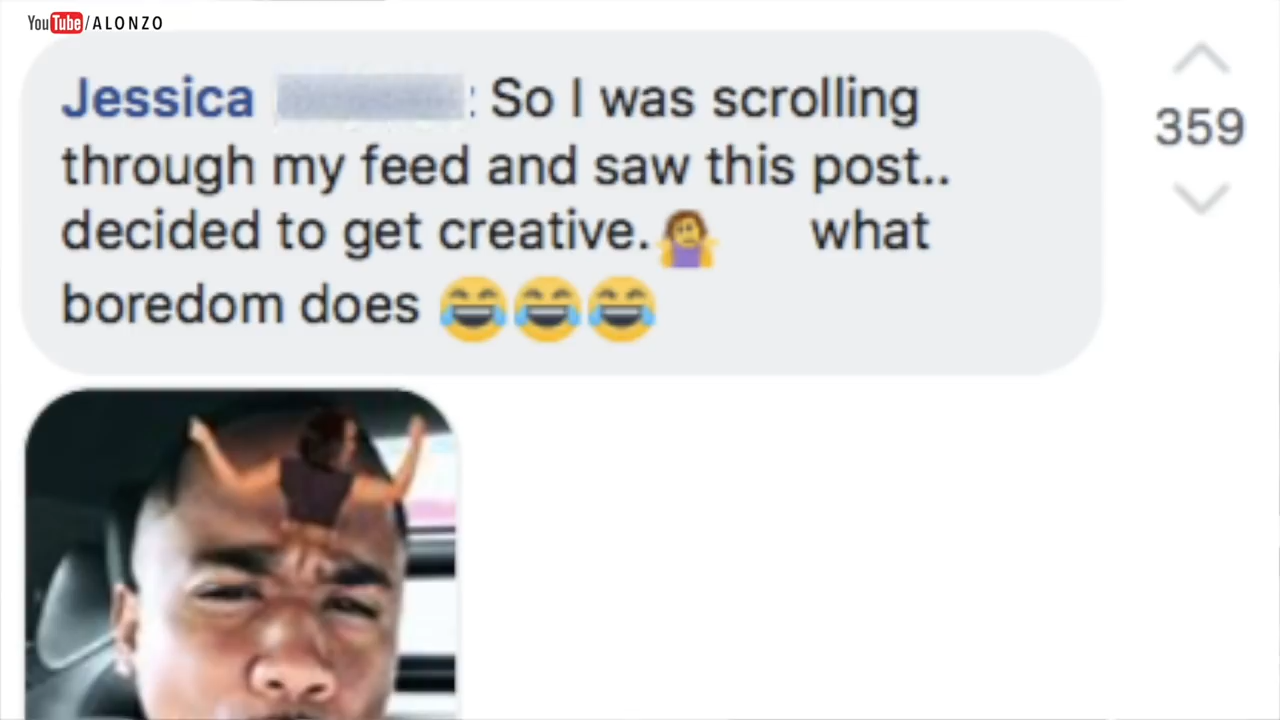 YouTube/ALONZO
Jessica : So I was scrolling
through my feed and saw this post..
decided to get creative.🤷‍♀️ what
boredom does 😂😂😂
359